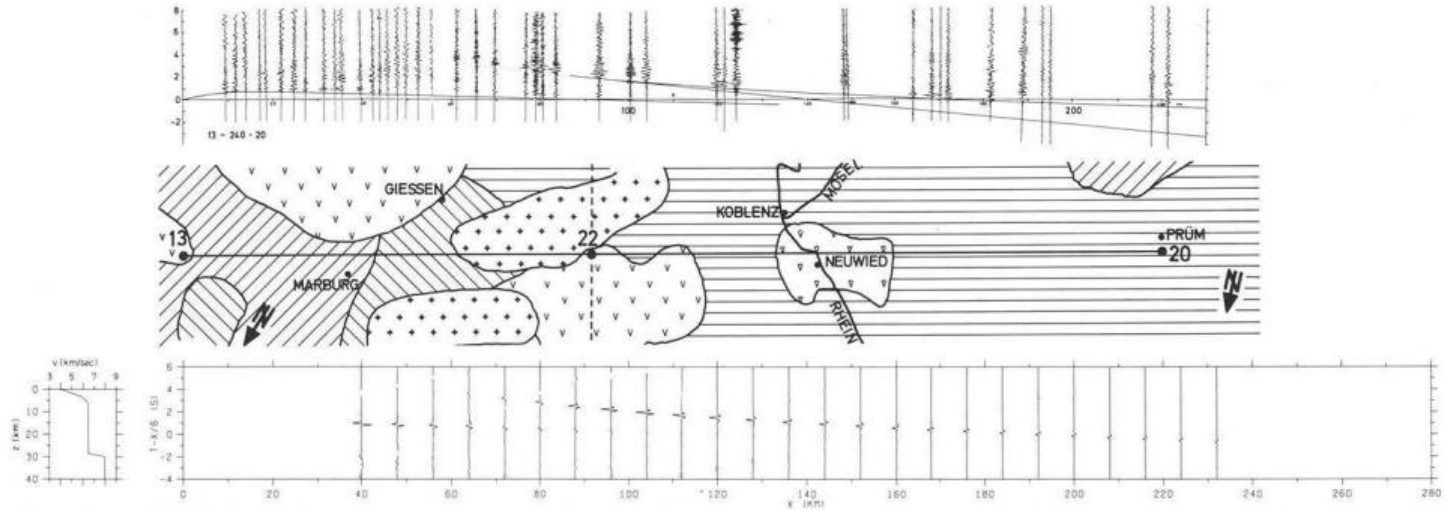 8
6
4
2
0
-2
100
200
13 - 240 - 20
GIESSEN
MOSEL
KOBLENZ
13
22
PRÜM
20
NEUWIED
MARBURG
N
N
RHEIN
v (km/sec)
3 5 7 9
0
10
20
30
40
z (km)
6
4
2
0
-2
-4
T-X/6 (S)
0 20 40 60 80 100 120 140 160 180 200 220 240 260 280
X (KM)